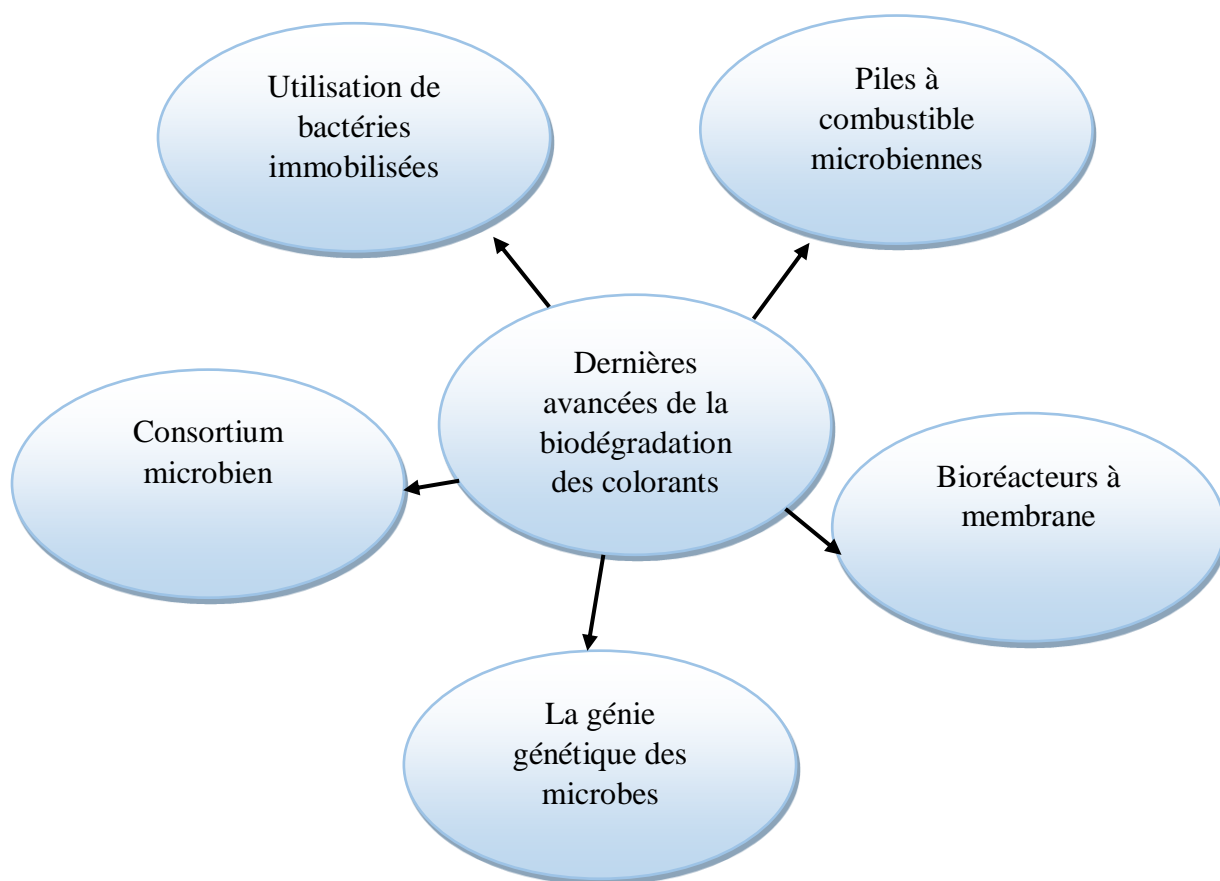 Utilisation de
bactéries
immobilisées
Piles à
combustible
microbiennes
Dernières
avancées de la
biodégradation
des colorants
Consortium
microbien
Bioréacteurs à
membrane
La génie
génétique des
microbes